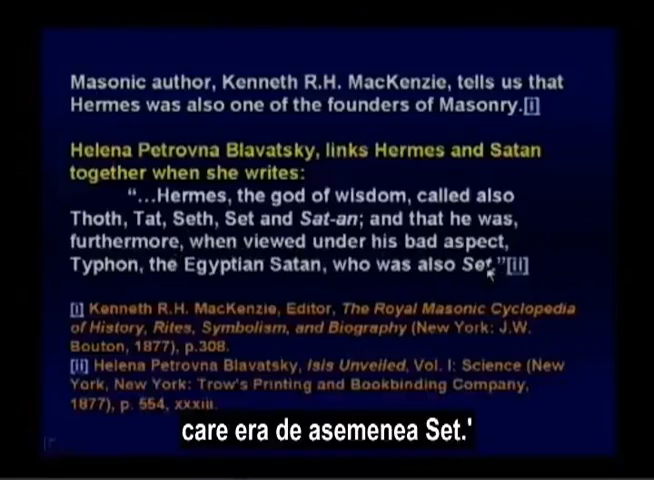 Masonic author, Kenneth R.H. MacKenzie, tells us that
Hermes was also one of the founders of Masonry.[i]
Helena Petrovna Blavatsky, links Hermes and Satan
together when she writes:
“...Hermes, the god of wisdom, called also
Thoth, Tat, Seth, Set and Sat-an; and that he was,
furthermore, when viewed under his bad aspect,
Typhon, the Egyptian Satan, who was also Set.”[ii]
[i] Kenneth R.H. MacKenzie, Editor, The Royal Masonic Cyclopedia
of History, Rites, Symbolism, and Biography (New York: J.W.
Bouton, 1877), p.308.
[ii] Helena Petrovna Blavatsky, Isis Unveiled, Vol. I: Science (New
York, New York: Trow's Printing and Bookbinding Company,
1877), p. 554, xxxiii.
care era de asemenea Set.'